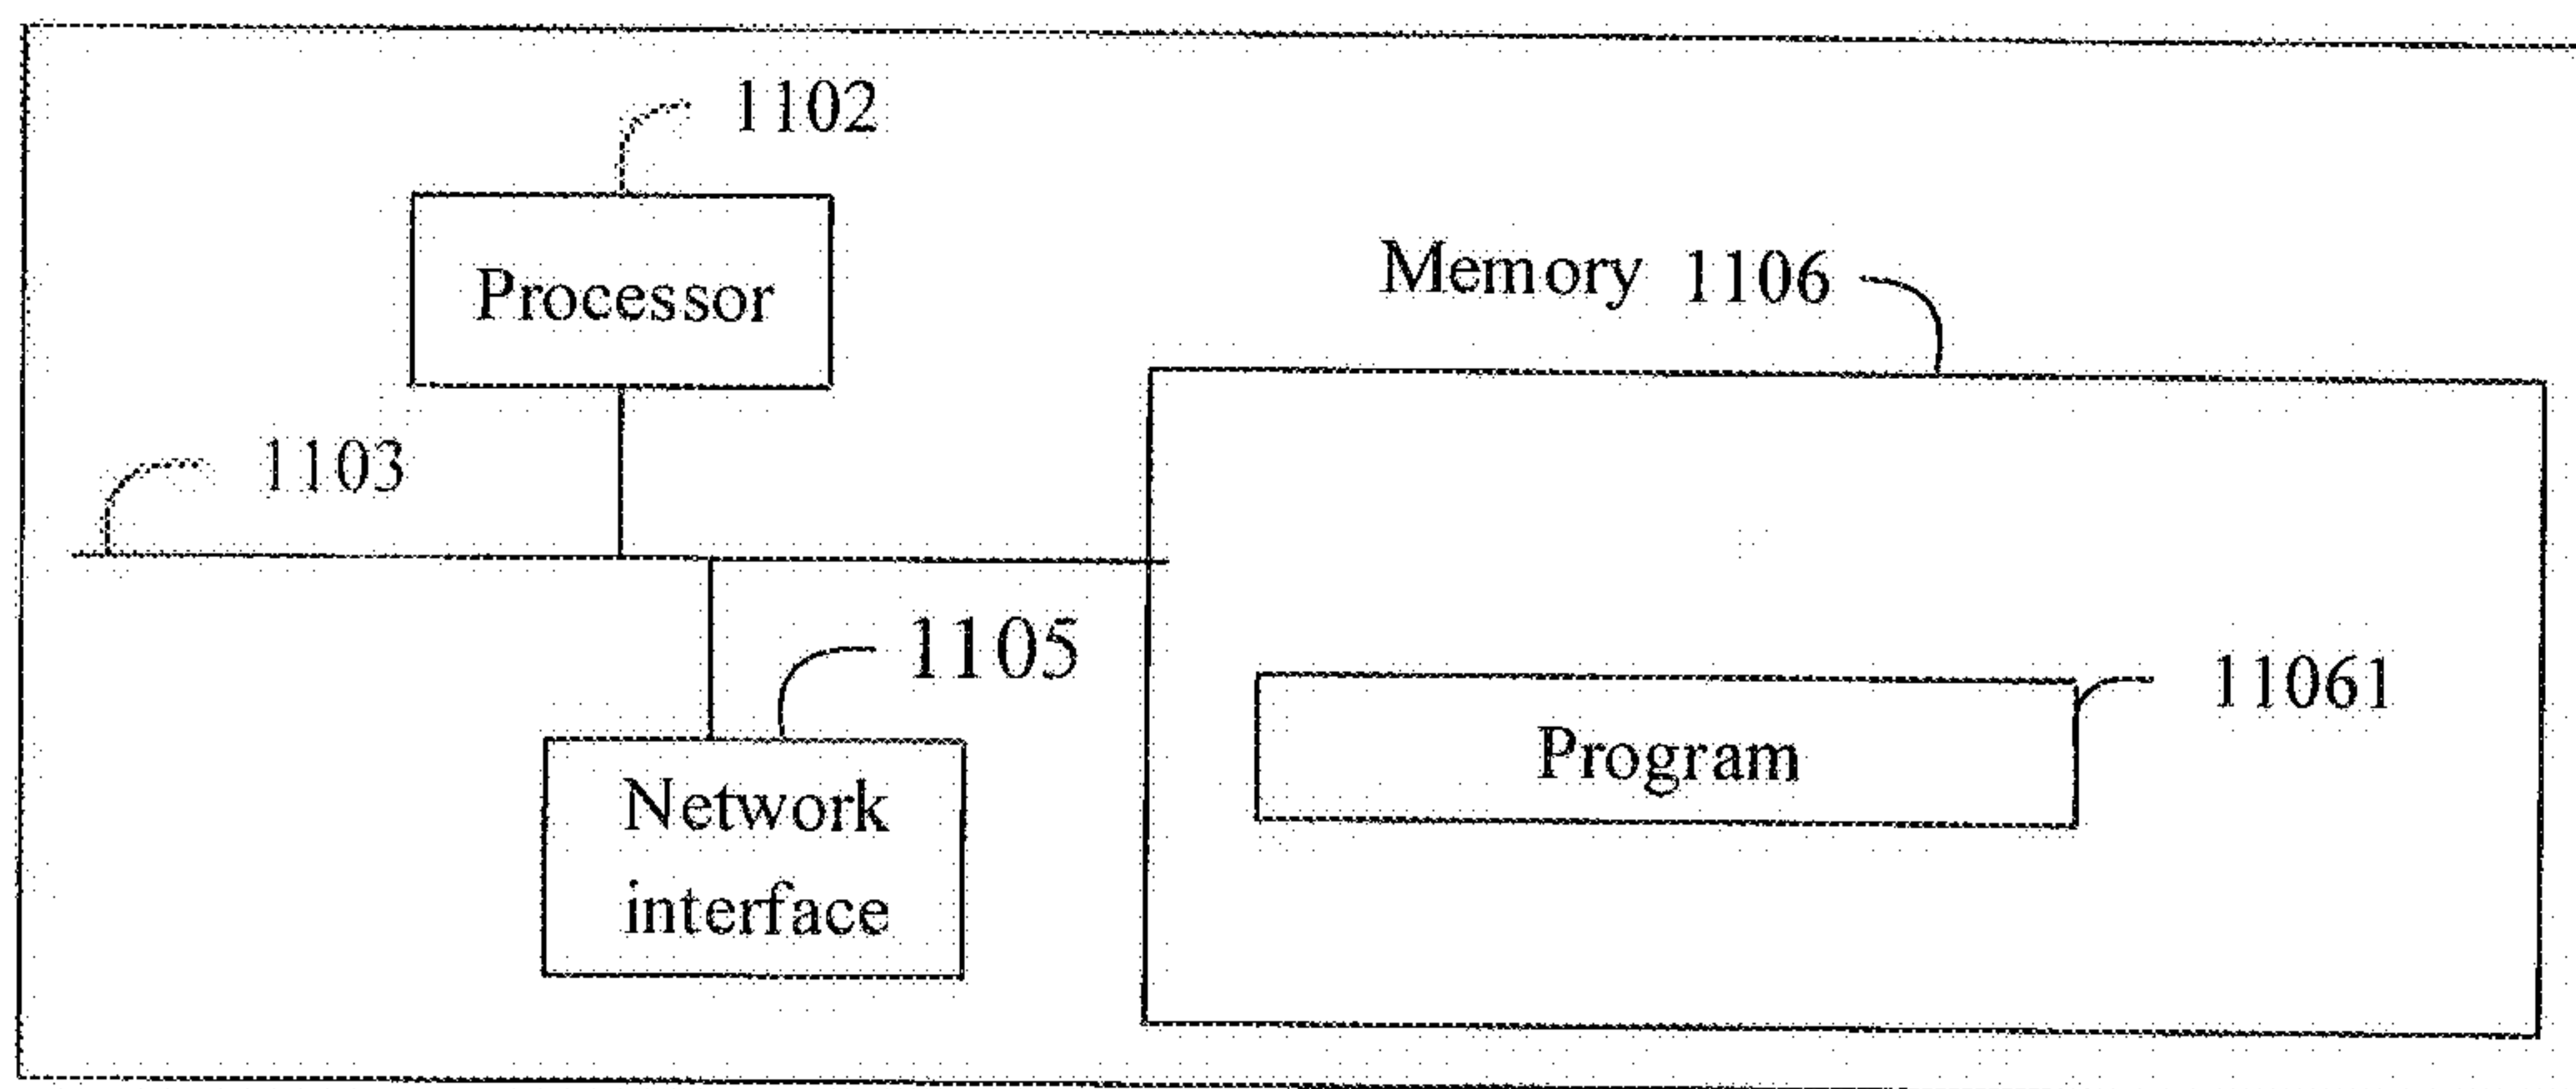 1102
Processor
Memory 1106
1103
1105
Network
interface
11061
Program